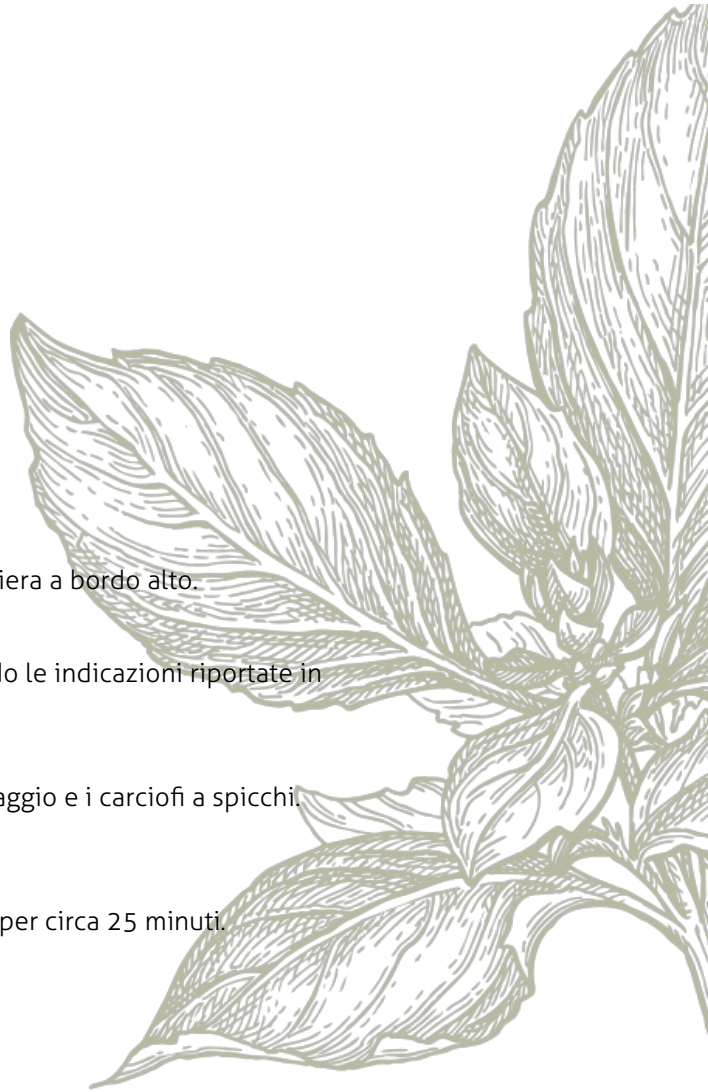 iera a bordo alto.
lo le indicazioni riportate in
aggio e i carciofi a spicchi.
per circa 25 minuti.